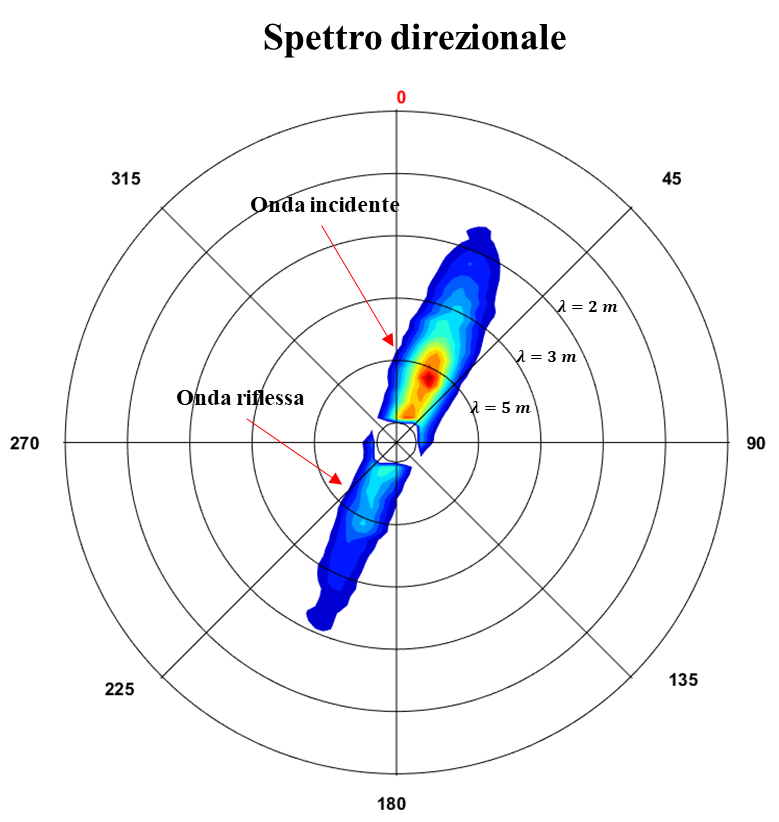 Spettro direzionale
0
315
45
Onda incidente
λ = 2 m
λ = 3 m
Onda riflessa
λ = 5 m
270
90
225
135
180